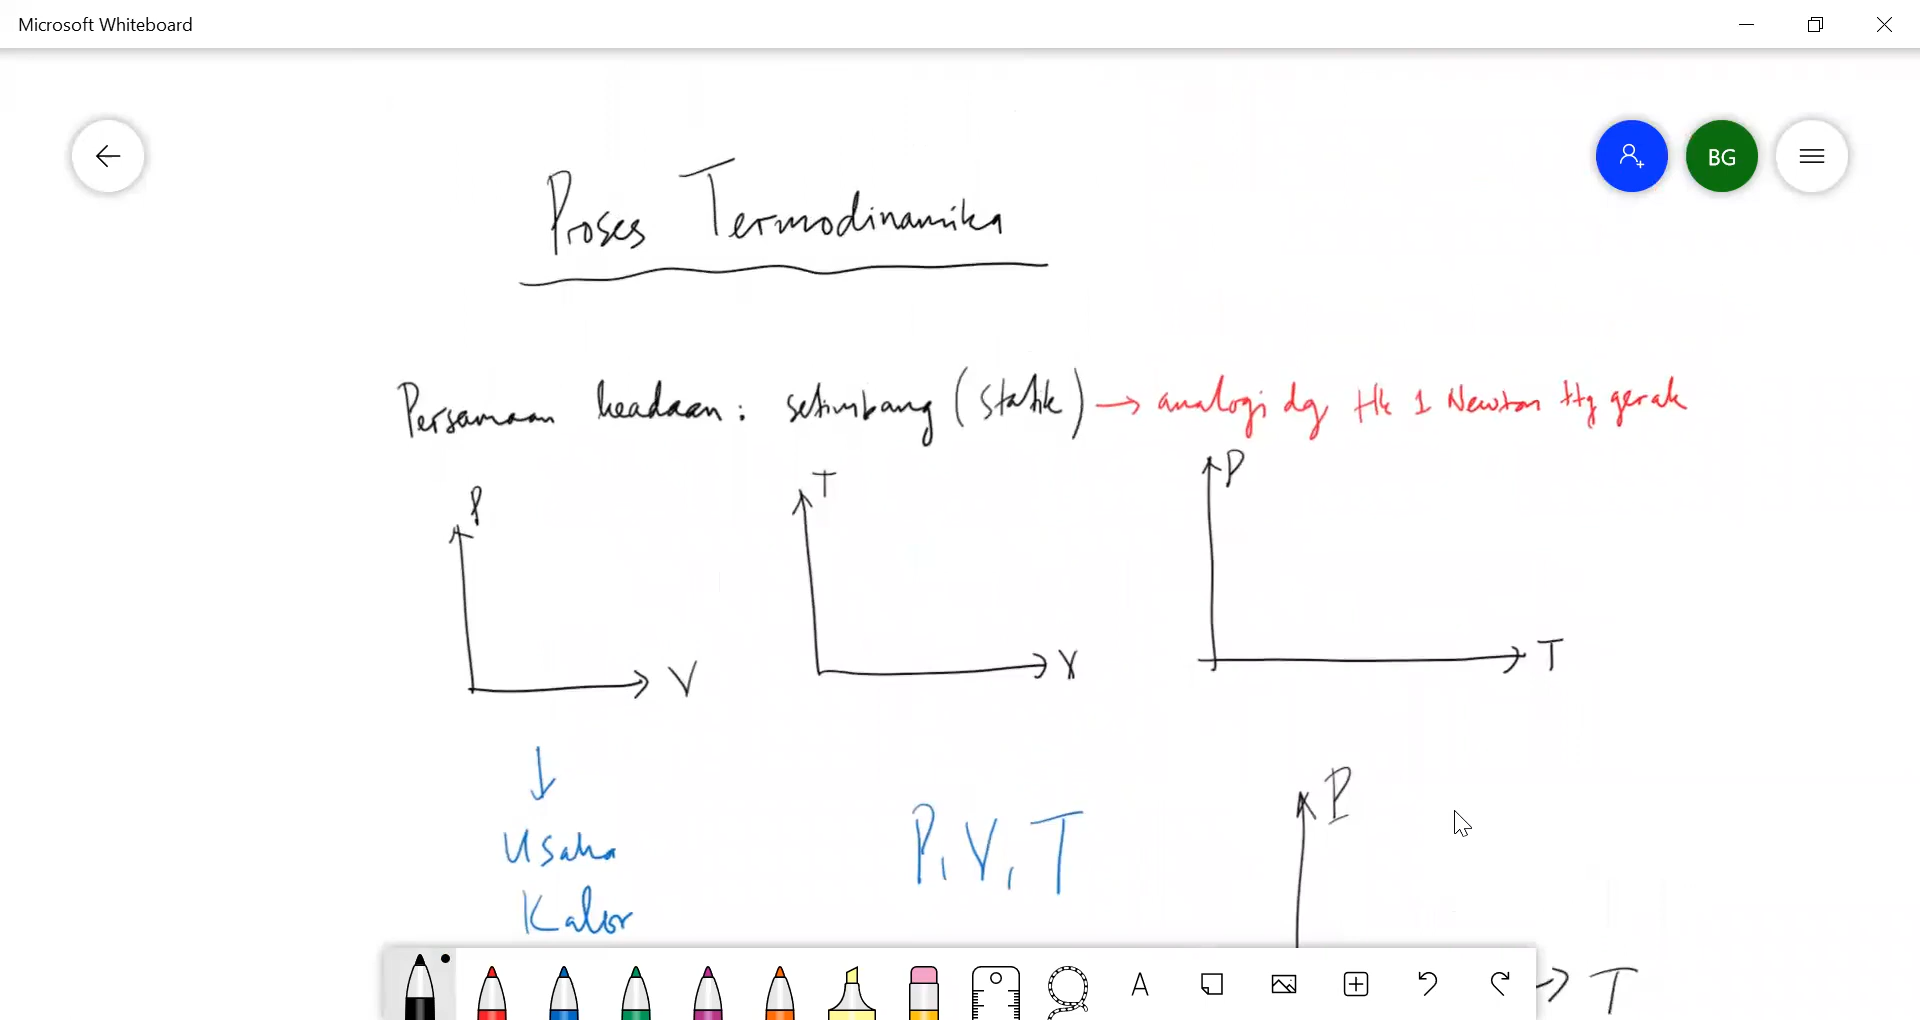 Microsoft Whiteboard
BG
Proses Termodinamika
Persamaan keadaan : setimbang (statik) → analogi dg Hk 1 Newton ttg gerak
P
V
T
V
P
T
↓
Usaha
Kalor
P, V, T
P
T
A